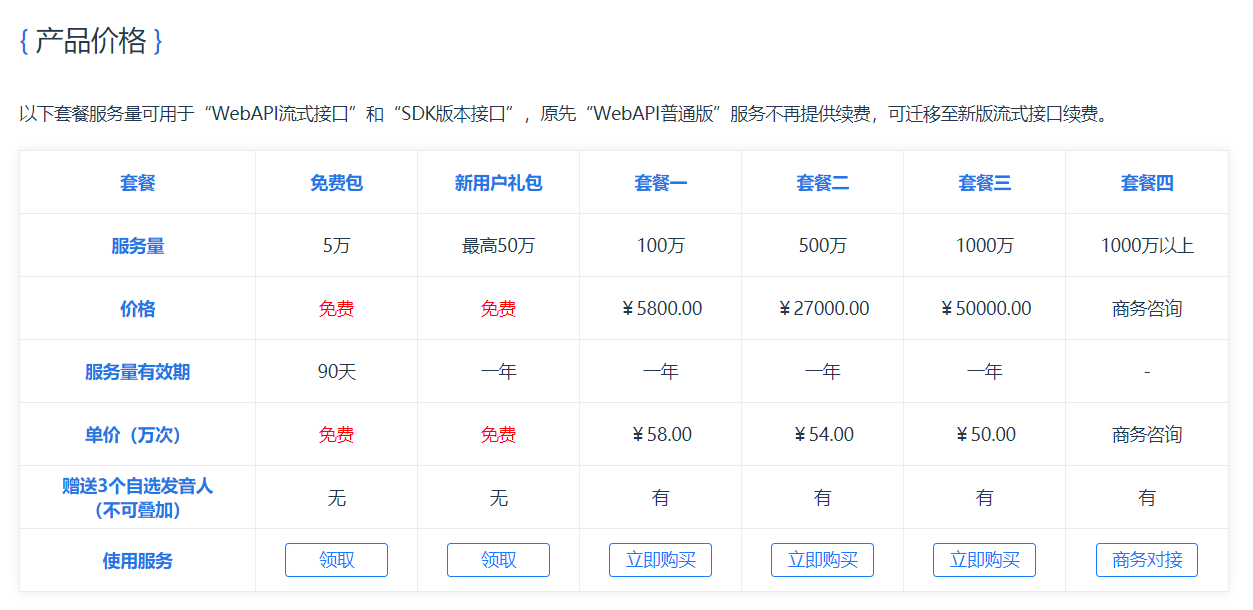 { 产品价格 }
以下套餐服务量可用于“WebAPI流式接口”和“SDK版本接口”，原先“WebAPI普通版”服务不再提供续费，可迁移至新版流式接口续费。
套餐 免费包 新用户礼包 套餐一 套餐二 套餐三 套餐四
服务量 5万 最高50万 100万 500万 1000万 1000万以上
价格 免费 免费 ¥5800.00 ¥27000.00 ¥50000.00 商务咨询
服务量有效期 90天 一年 一年 一年 一年 -
单价（万次） 免费 免费 ¥58.00 ¥54.00 ¥50.00 商务咨询
赠送3个自选发音人
（不可叠加） 无 无 有 有 有 有
使用服务 领取 领取 立即购买 立即购买 立即购买 商务对接